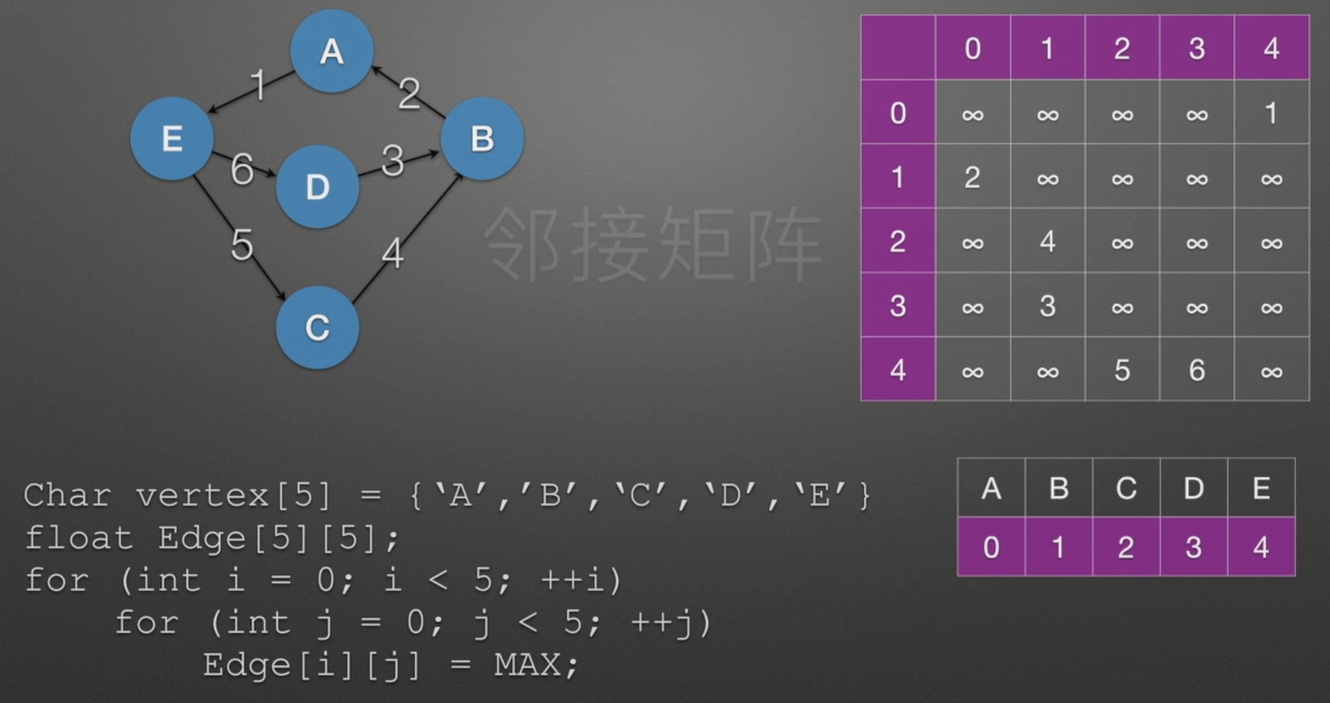 A
1
2
E
B
6
3
D
5
4
C
邻接矩阵
0 1 2 3 4
0 ∞ ∞ ∞ ∞ 1
1 2 ∞ ∞ ∞ ∞
2 ∞ 4 ∞ ∞ ∞
3 ∞ 3 ∞ ∞ ∞
4 ∞ ∞ 5 6 ∞
Char vertex[5] = {‘A’,’B’,‘C’,‘D’,‘E’}
float Edge[5][5];
for (int i = 0; i < 5; ++i)
for (int j = 0; j < 5; ++j)
Edge[i][j] = MAX;
A B C D E
0 1 2 3 4